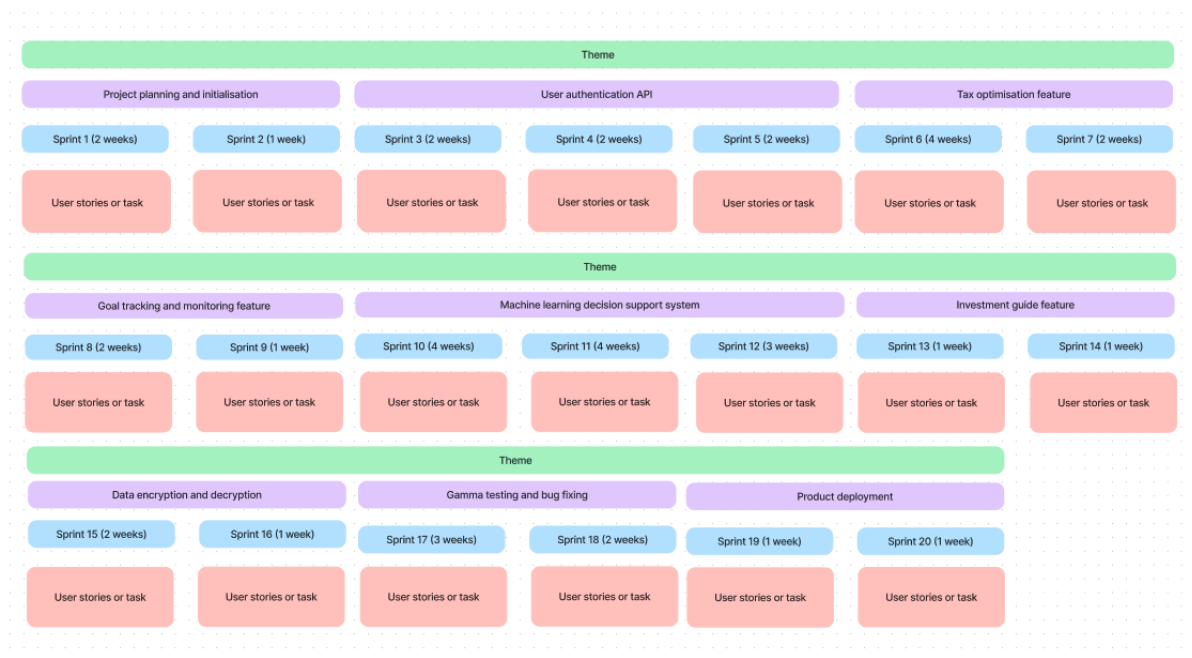 Theme
Project planning and initialisation
User authentication API
Tax optimisation feature
Sprint 1 (2 weeks)
Sprint 2 (1 week)
Sprint 3 (2 weeks)
Sprint 4 (2 weeks)
Sprint 5 (2 weeks)
Sprint 6 (4 weeks)
Sprint 7 (2 weeks)
User stories or task
User stories or task
User stories or task
User stories or task
User stories or task
User stories or task
User stories or task
Theme
Goal tracking and monitoring feature
Machine learning decision support system
Investment guide feature
Sprint 8 (2 weeks)
Sprint 9 (1 week)
Sprint 10 (4 weeks)
Sprint 11 (4 weeks)
Sprint 12 (3 weeks)
Sprint 13 (1 week)
Sprint 14 (1 week)
User stories or task
User stories or task
User stories or task
User stories or task
User stories or task
User stories or task
User stories or task
Theme
Data encryption and decryption
Gamma testing and bug fixing
Product deployment
Sprint 15 (2 weeks)
Sprint 16 (1 week)
Sprint 17 (3 weeks)
Sprint 18 (2 weeks)
Sprint 19 (1 week)
Sprint 20 (1 week)
User stories or task
User stories or task
User stories or task
User stories or task
User stories or task
User stories or task